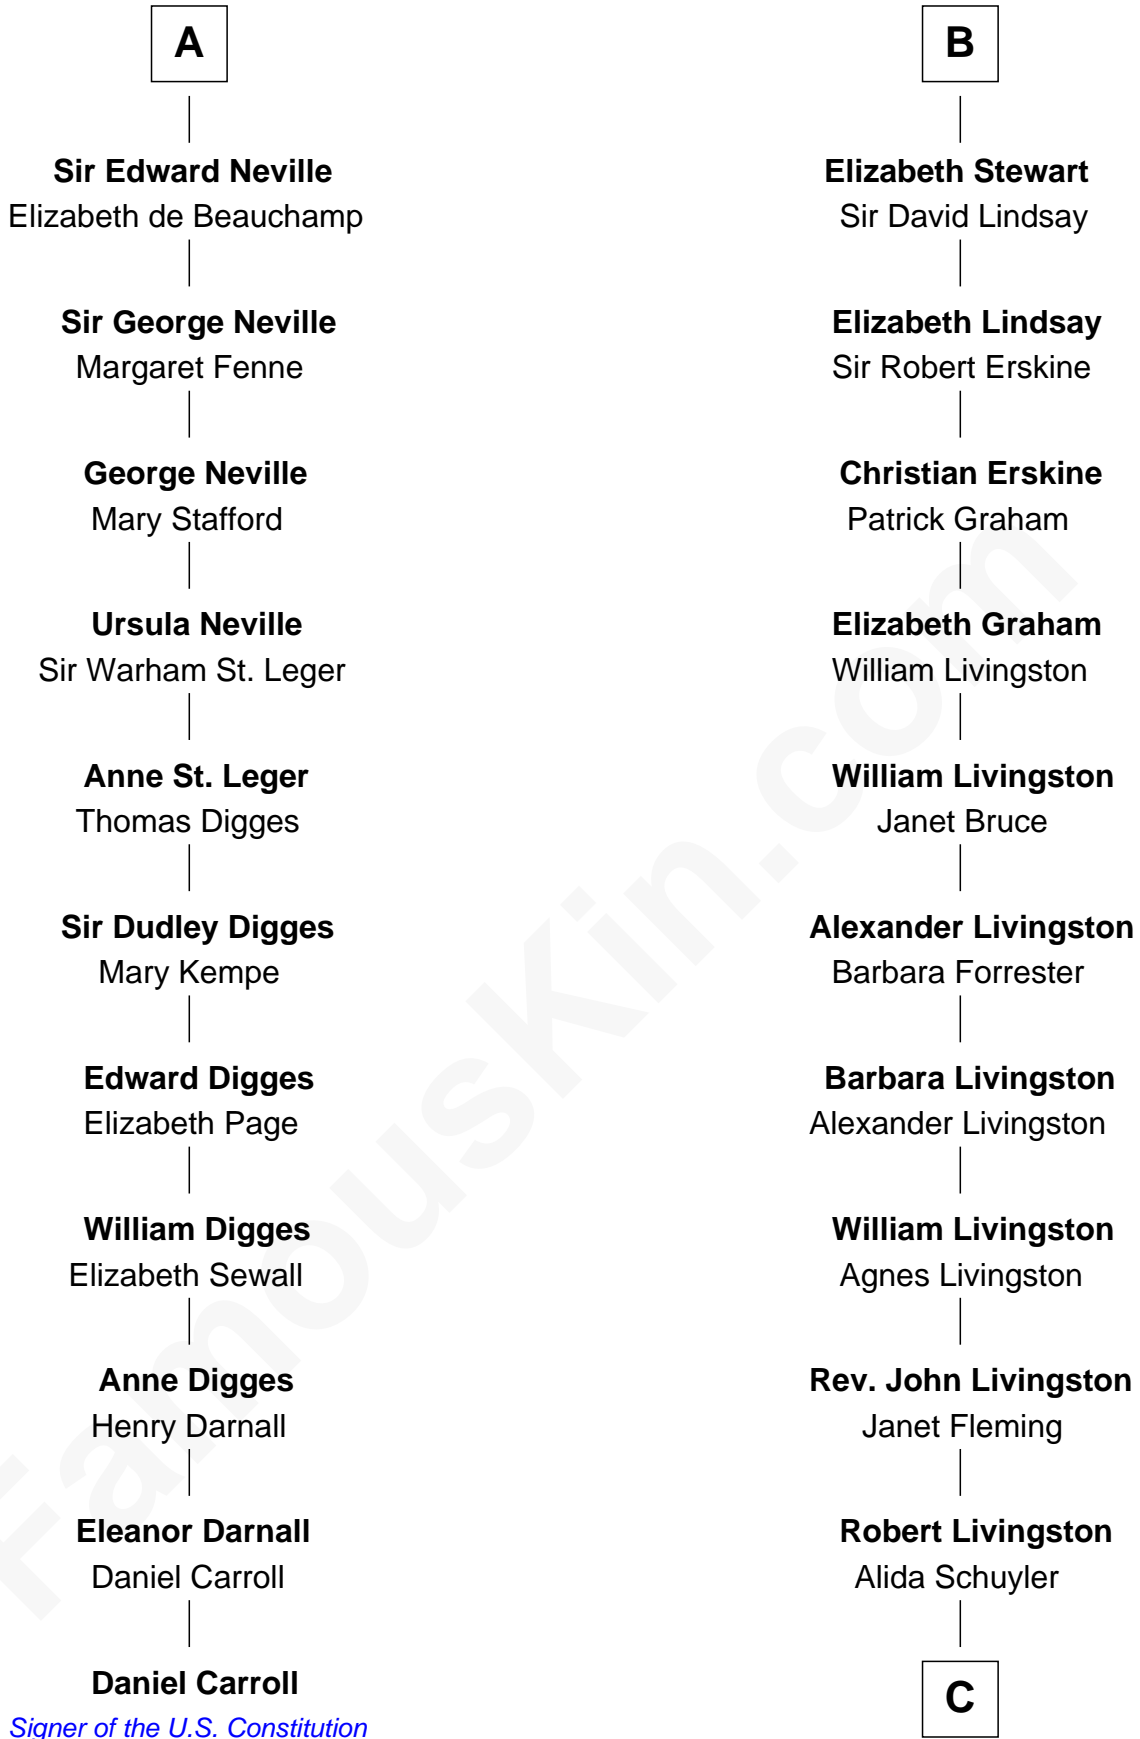 A
Sir Edward Neville
Elizabeth de Beauchamp
Sir George Neville
Margaret Fenne
George Neville
Mary Stafford
Ursula Neville
Sir Warham St. Leger
Anne St. Leger
Thomas Digges
Sir Dudley Digges
Mary Kempe
Edward Digges
Elizabeth Page
William Digges
Elizabeth Sewall
Anne Digges
Henry Darnall
Eleanor Darnall
Daniel Carroll
Daniel Carroll
Signer of the U.S. Constitution
B
Elizabeth Stewart
Sir David Lindsay
Elizabeth Lindsay
Sir Robert Erskine
Christian Erskine
Patrick Graham
Elizabeth Graham
William Livingston
William Livingston
Janet Bruce
Alexander Livingston
Barbara Forrester
Barbara Livingston
Alexander Livingston
William Livingston
Agnes Livingston
Rev. John Livingston
Janet Fleming
Robert Livingston
Alida Schuyler
C
FamousKin.com